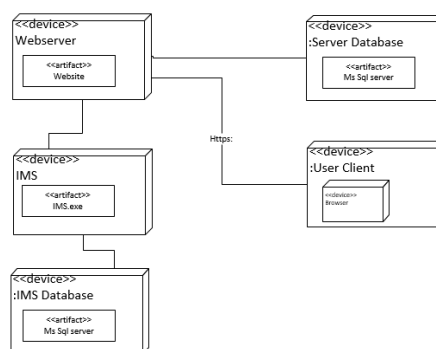 <<device>>
Webserver
<<artifact>>
Website
<<device>>
:Server Database
<<artifact>>
Ms Sql server
Https:
<<device>>
IMS
<<artifact>>
IMS.exe
<<device>>
:User Client
<<device>>
Browser
<<device>>
:IMS Database
<<artifact>>
Ms Sql server